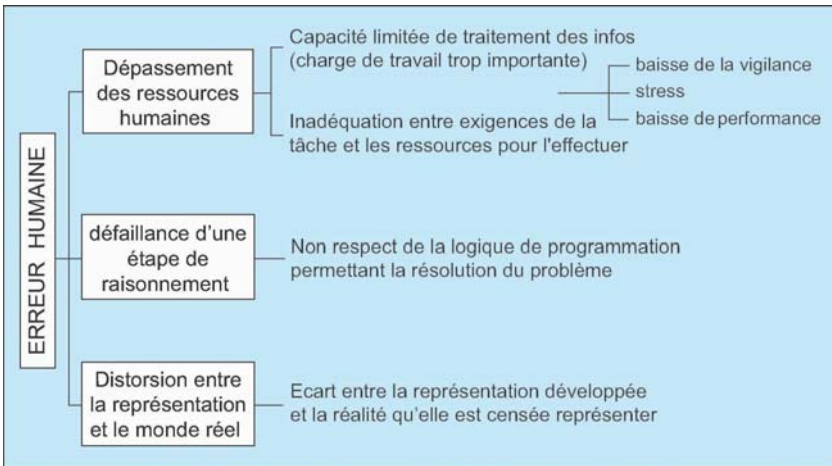 ERREUR HUMAINE
Dépassement
des ressources
humaines
Capacité limitée de traitement des infos
(charge de travail trop importante)
Inadéquation entre exigences de la
tâche et les ressources pour l'effectuer
baisse de la vigilance
stress
baisse de performance
défaillance d'une
étape de
raisonnement
Non respect de la logique de programmation
permettant la résolution du problème
Distorsion entre
la représentation
et le monde réel
Ecart entre la représentation développée
et la réalité qu'elle est censée représenter